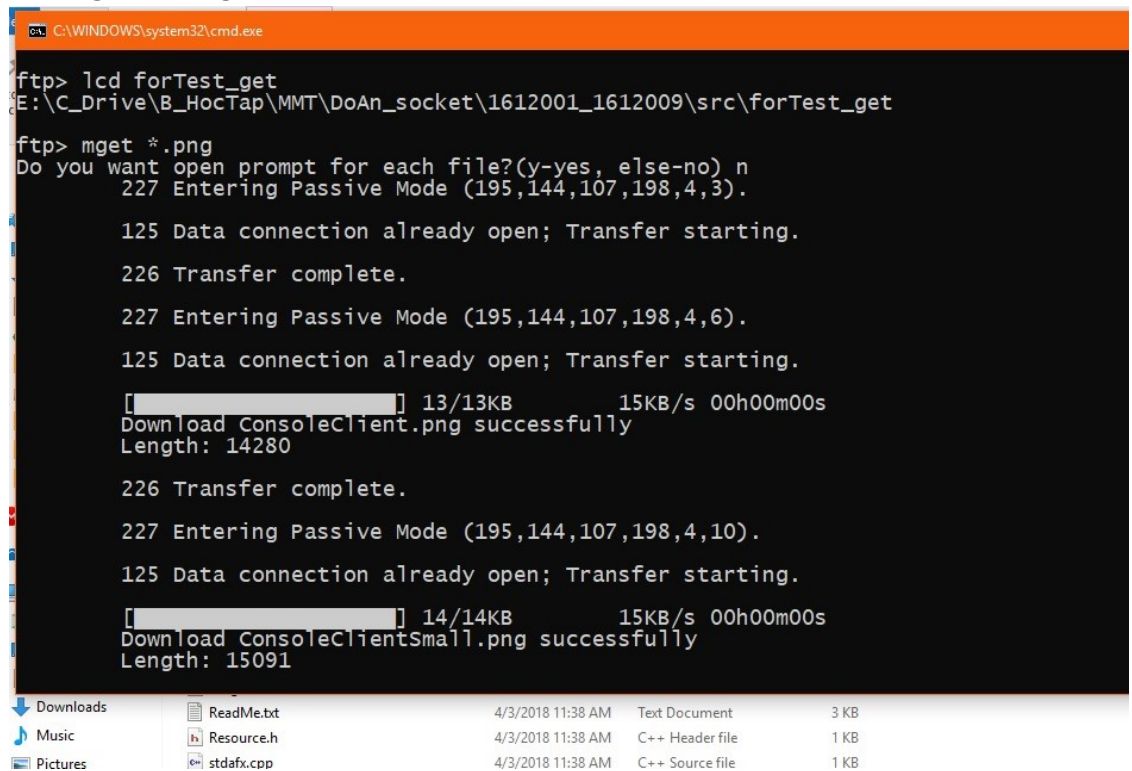 C:\WINDOWS\system32\cmd.exe
ftp> lcd forTest_get
E:\C_Drive\B_HocTap\MMT\DoAn_socket\1612001_1612009\src\forTest_get
ftp> mget *.png
Do you want open prompt for each file?(y-yes, else-no) n
227 Entering Passive Mode (195,144,107,198,4,3).
125 Data connection already open; Transfer starting.
226 Transfer complete.
227 Entering Passive Mode (195,144,107,198,4,6).
125 Data connection already open; Transfer starting.
[ ] 13/13KB 15KB/s 00h00m00s
Download ConsoleClient.png successfully
Length: 14280
226 Transfer complete.
227 Entering Passive Mode (195,144,107,198,4,10).
125 Data connection already open; Transfer starting.
[ ] 14/14KB 15KB/s 00h00m00s
Download ConsoleClientSmall.png successfully
Length: 15091
Downloads ReadMe.txt 4/3/2018 11:38 AM Text Document 3 KB
Music Resource.h 4/3/2018 11:38 AM C++ Header file 1 KB
Pictures stdafx.cpp 4/3/2018 11:38 AM C++ Source file 1 KB